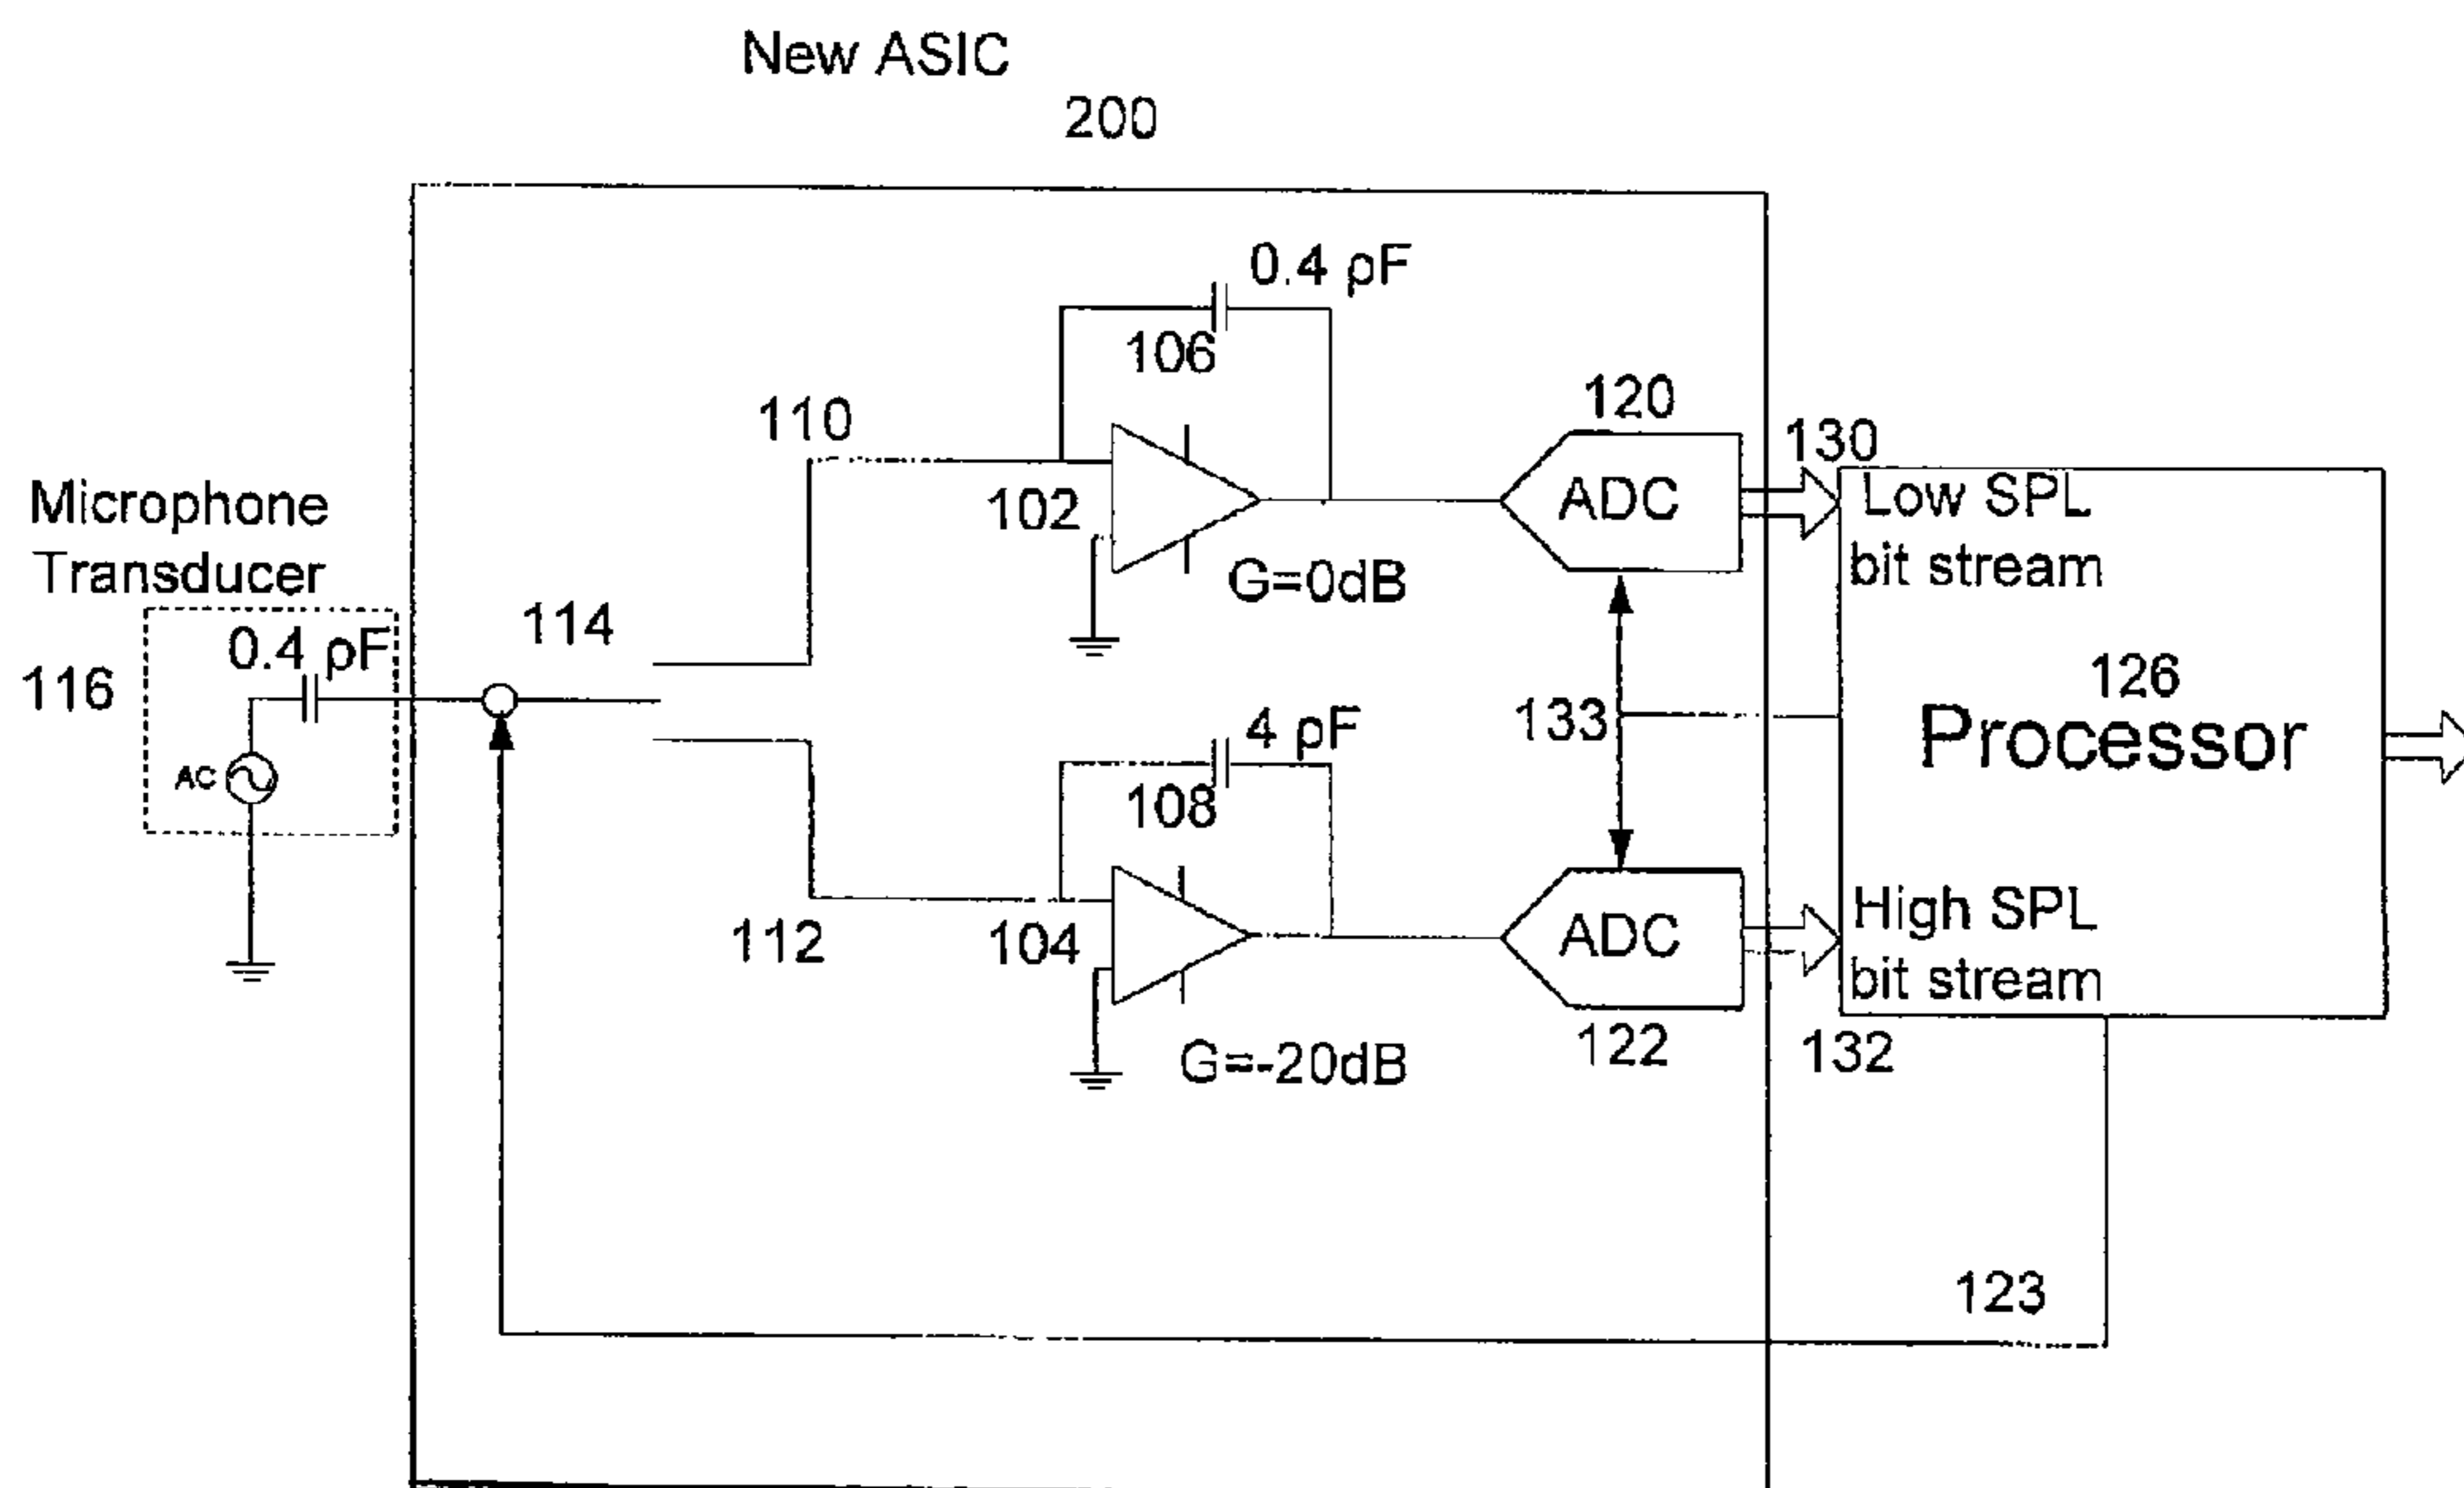 New ASIC
200
0.4 pF
106
110
120
130
102
ADC
Low SPL
bit stream
G=0dB
Microphone
Transducer
114
0.4 pF
116
AC
133
126
Processor
4 pF
108
112
104
ADC
High SPL
bit stream
G=-20dB
122
132
123